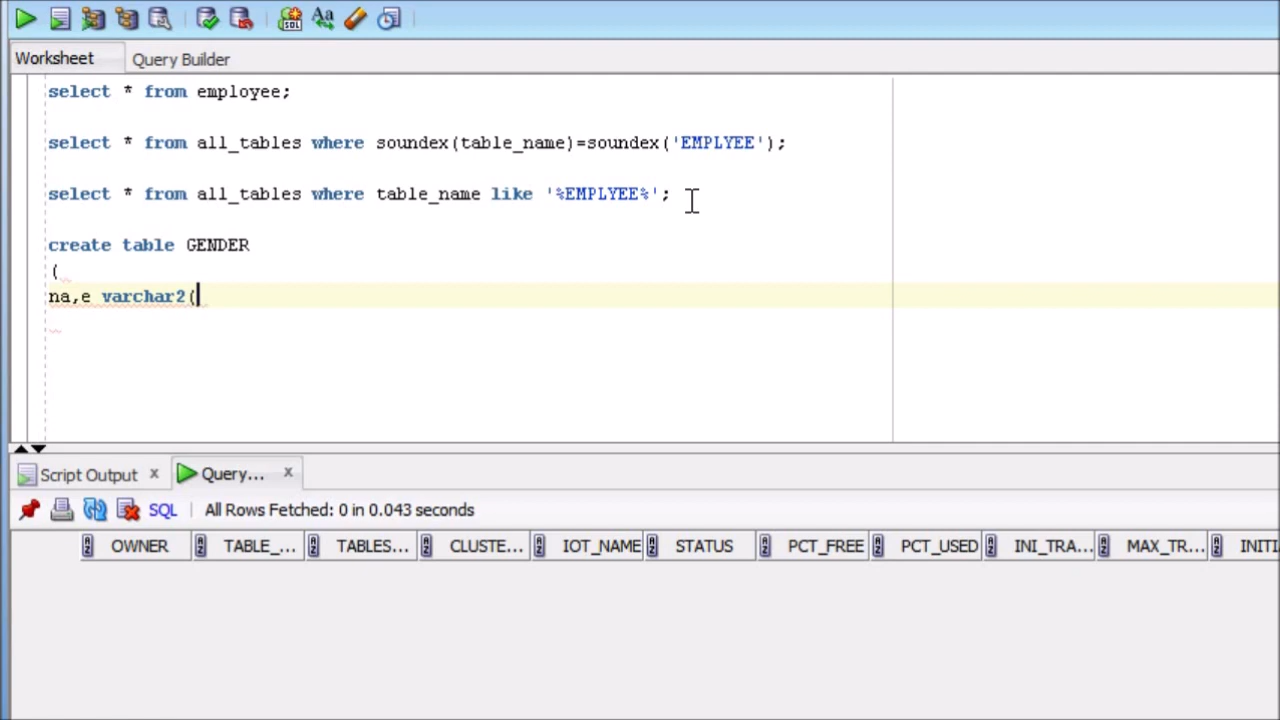 Worksheet Query Builder
select * from employee;
select * from all_tables where soundex(table_name)=soundex('EMPLYEE');
select * from all_tables where table_name like '%EMPLYEE%';
create table GENDER
(
na,e varchar2(
Script Output x Query... x
SQL All Rows Fetched: 0 in 0.043 seconds
OWNER TABLE_... TABLES... CLUSTE... IOT_NAME STATUS PCT_FREE PCT_USED INI_TRA... MAX_TR... INITI